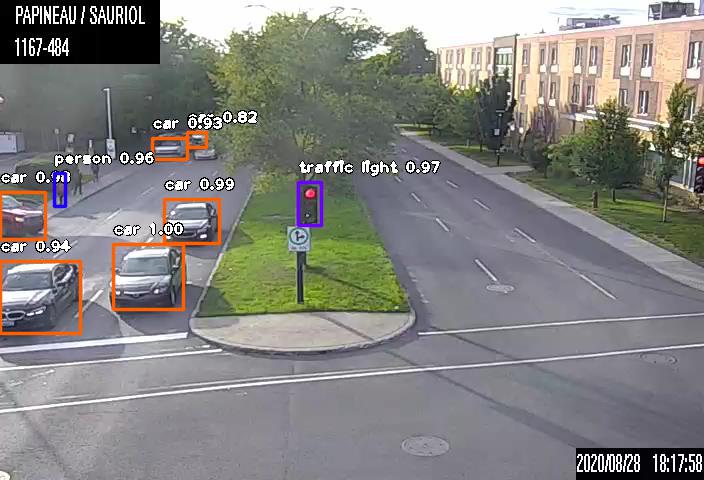 PAPINEAU / SAURIOL
1167-484
car 0.93
0.82
person 0.96
traffic light 0.97
car
car 0.99
car 1.00
car 0.94
2020/08/28 18:17:58